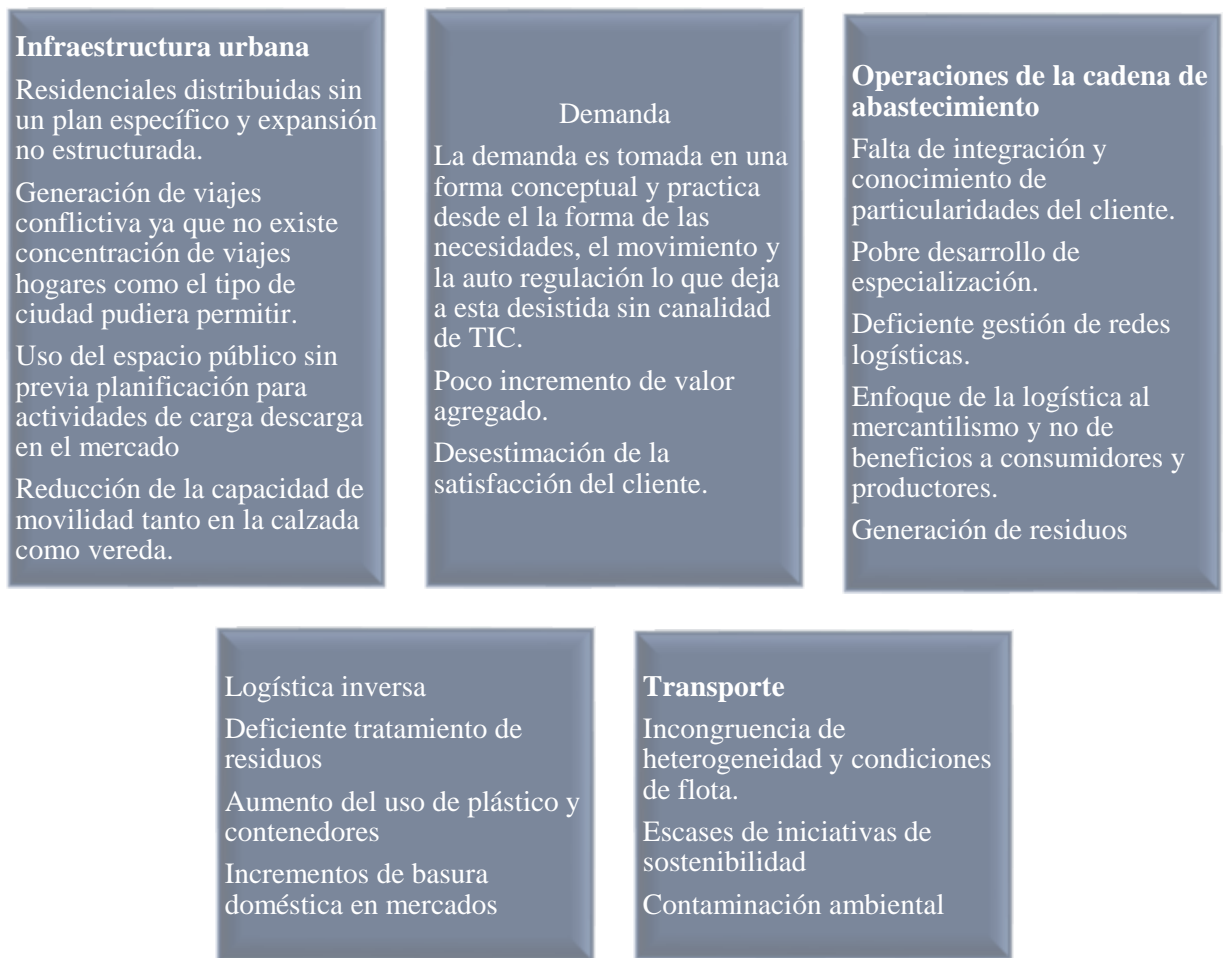 Infraestructura urbana
Residenciales distribuidas sin
un plan específico y expansión
no estructurada.
Generación de viajes
conflictiva ya que no existe
concentración de viajes
hogares como el tipo de
ciudad pudiera permitir.
Uso del espacio público sin
previa planificación para
actividades de carga descarga
en el mercado
Reducción de la capacidad de
movilidad tanto en la calzada
como vereda.
Demanda
La demanda es tomada en una
forma conceptual y practica
desde el la forma de las
necesidades, el movimiento y
la auto regulación lo que deja
a esta desistida sin canalidad
de TIC.
Poco incremento de valor
agregado.
Desestimación de la
satisfacción del cliente.
Operaciones de la cadena de
abastecimiento
Falta de integración y
conocimiento de
particularidades del cliente.
Pobre desarrollo de
especialización.
Deficiente gestión de redes
logísticas.
Enfoque de la logística al
mercantilismo y no de
beneficios a consumidores y
productores.
Generación de residuos
Logística inversa
Deficiente tratamiento de
residuos
Aumento del uso de plástico y
contenedores
Incrementos de basura
doméstica en mercados
Transporte
Incongruencia de
heterogeneidad y condiciones
de flota.
Escases de iniciativas de
sostenibilidad
Contaminación ambiental